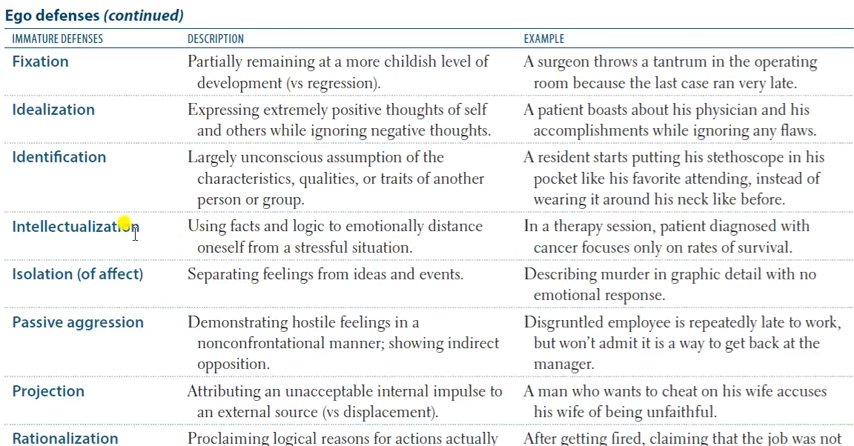 Ego defenses (continued)
IMMATURE DEFENSES DESCRIPTION EXAMPLE
Fixation Partially remaining at a more childish level of A surgeon throws a tantrum in the operating
development (vs regression). room because the last case ran very late.
Idealization Expressing extremely positive thoughts of self A patient boasts about his physician and his
and others while ignoring negative thoughts. accomplishments while ignoring any flaws.
Identification Largely unconscious assumption of the A resident starts putting his stethoscope in his
characteristics, qualities, or traits of another pocket like his favorite attending, instead of
person or group. wearing it around his neck like before.
Intellectualization Using facts and logic to emotionally distance In a therapy session, patient diagnosed with
oneself from a stressful situation. cancer focuses only on rates of survival.
Isolation (of affect) Separating feelings from ideas and events. Describing murder in graphic detail with no
emotional response.
Passive aggression Demonstrating hostile feelings in a Disgruntled employee is repeatedly late to work,
nonconfrontational manner; showing indirect but won't admit it is a way to get back at the
opposition. manager.
Projection Attributing an unacceptable internal impulse to A man who wants to cheat on his wife accuses
an external source (vs displacement). his wife of being unfaithful.
Rationalization Proclaiming logical reasons for actions actually After getting fired, claiming that the job was not